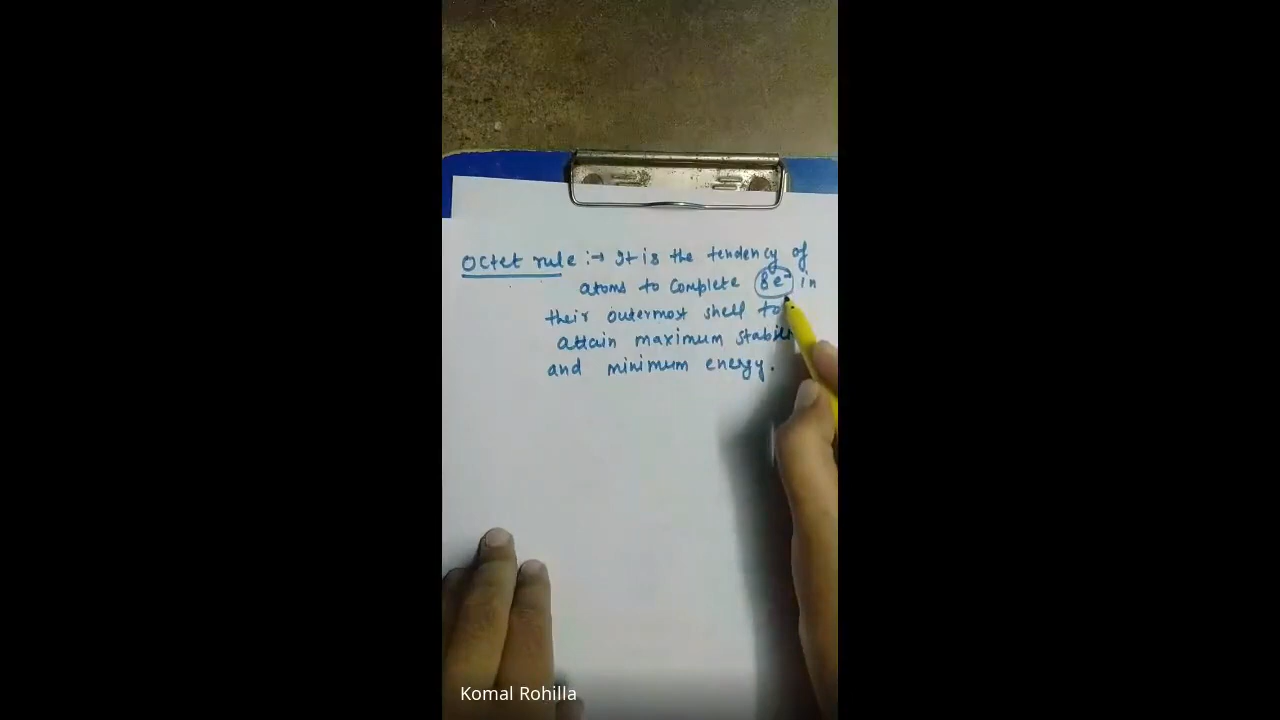 Octet rule :→ It is the tendency of
atoms to complete 8e⁻ in
their outermost shell to
attain maximum stabili
and minimum energy.
Komal Rohilla